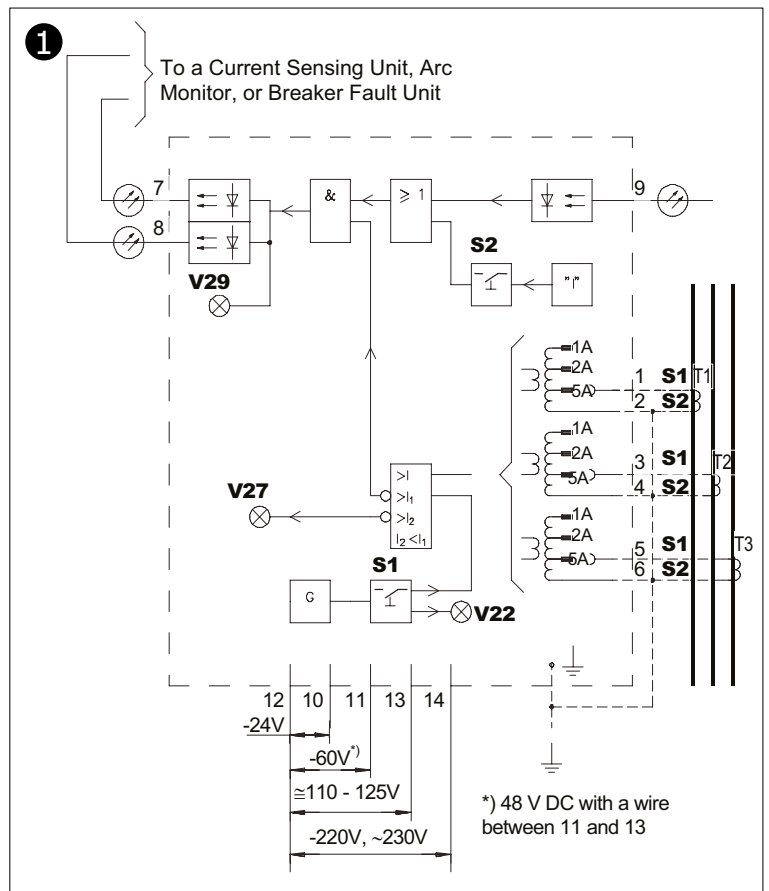 1
To a Current Sensing Unit, Arc
Monitor, or Breaker Fault Unit
7
8
9
&
≥ 1
S2
"1"
V29
1A
2A
5A
1
2
S1
S2
T1
1A
2A
5A
3
4
S1
S2
T2
1A
2A
5A
5
6
S1
S2
T3
>I
>I1
>I2
I2<I1
V27
S1
G
V22
12 10 11 13 14
-24V
-60V*)
≅110 - 125V
-220V, ~230V
*) 48 V DC with a wire
between 11 and 13